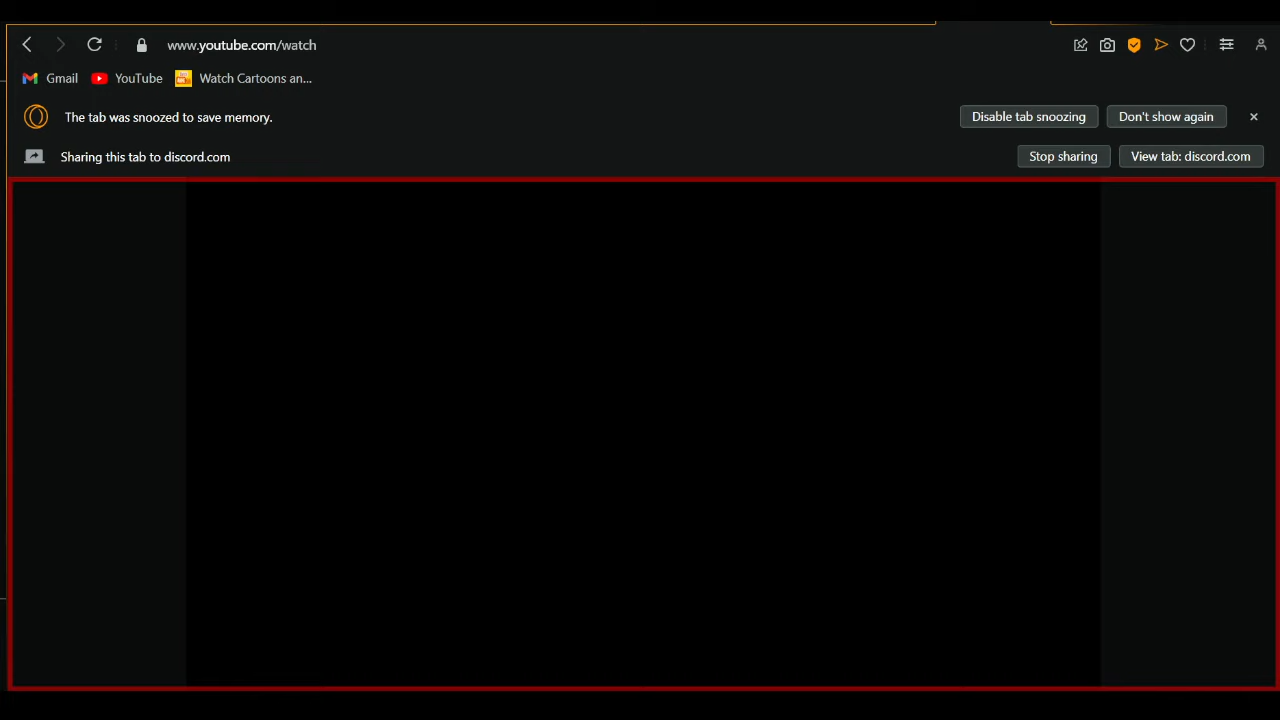 www.youtube.com/watch
Gmail YouTube Watch Cartoons an...
The tab was snoozed to save memory. Disable tab snoozing Don't show again
Sharing this tab to discord.com Stop sharing View tab: discord.com